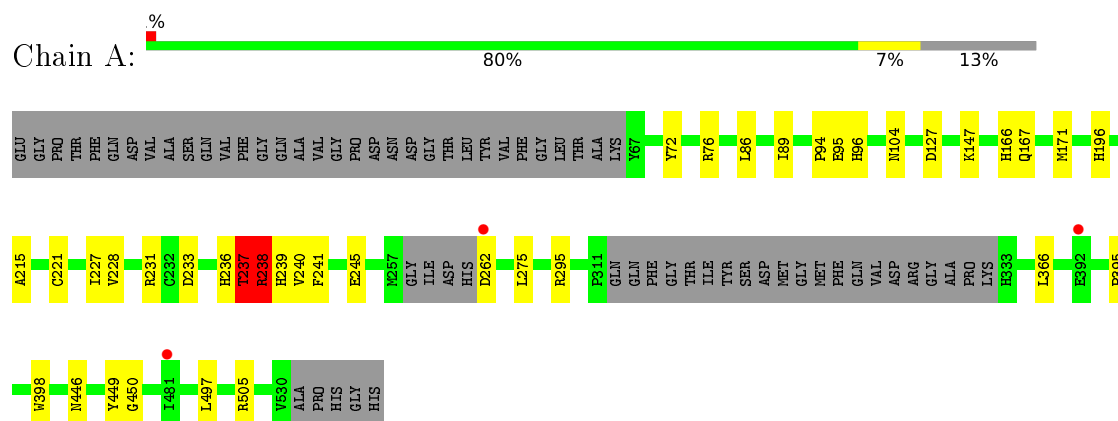 .%
Chain A:
80% 7% 13%
GLU GLY PRO THR PHE GLN ASP VAL ALA SER GLN VAL PHE GLY GLN ALA VAL GLY PRO ASP ASN ASP GLY THR LEU TYR VAL PHE GLY LEU THR ALA LYS Y67 Y72 R76 L86 I89 P94 E95 H96 N104 D127 K147 H166 Q167 M171 H196
A215 C221 I227 V228 R231 C232 D233 H236 T237 R238 H239 V240 F241 E245 M257 GLY ILE ASP HIS D262 L275 R295 P311 GLN GLN PHE GLY THR ILE TYR SER ASP MET GLY MET PHE GLN VAL ASP ARG GLY ALA PRO LYS H333 L366 E392
W398 N446 Y449 G450 I481 L497 R505 V530 ALA PRO HIS GLY HIS